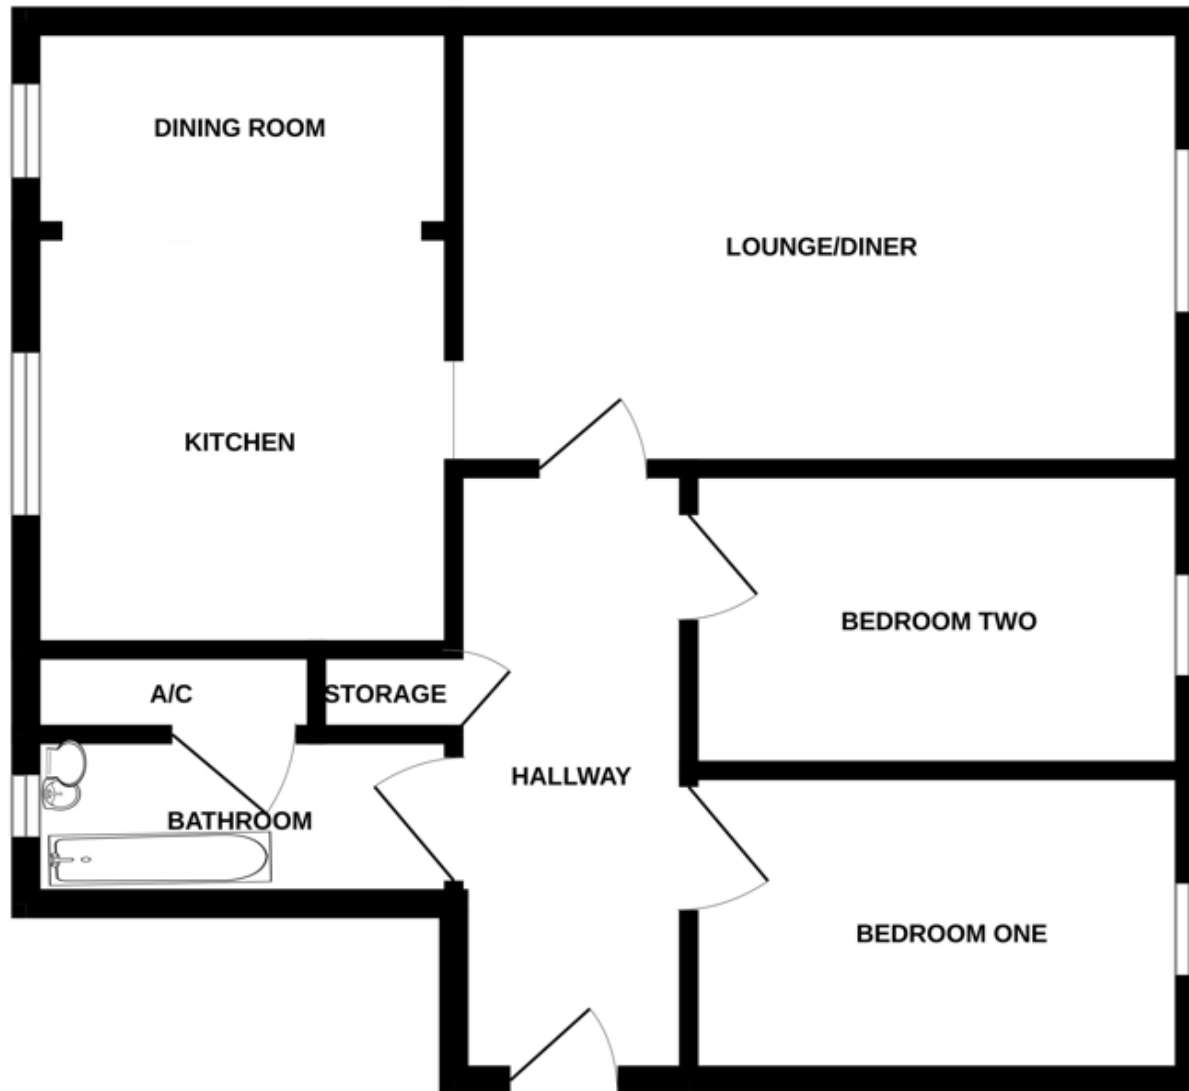 DINING ROOM
LOUNGE/DINER
KITCHEN
BEDROOM TWO
A/C
STORAGE
HALLWAY
BATHROOM
BEDROOM ONE